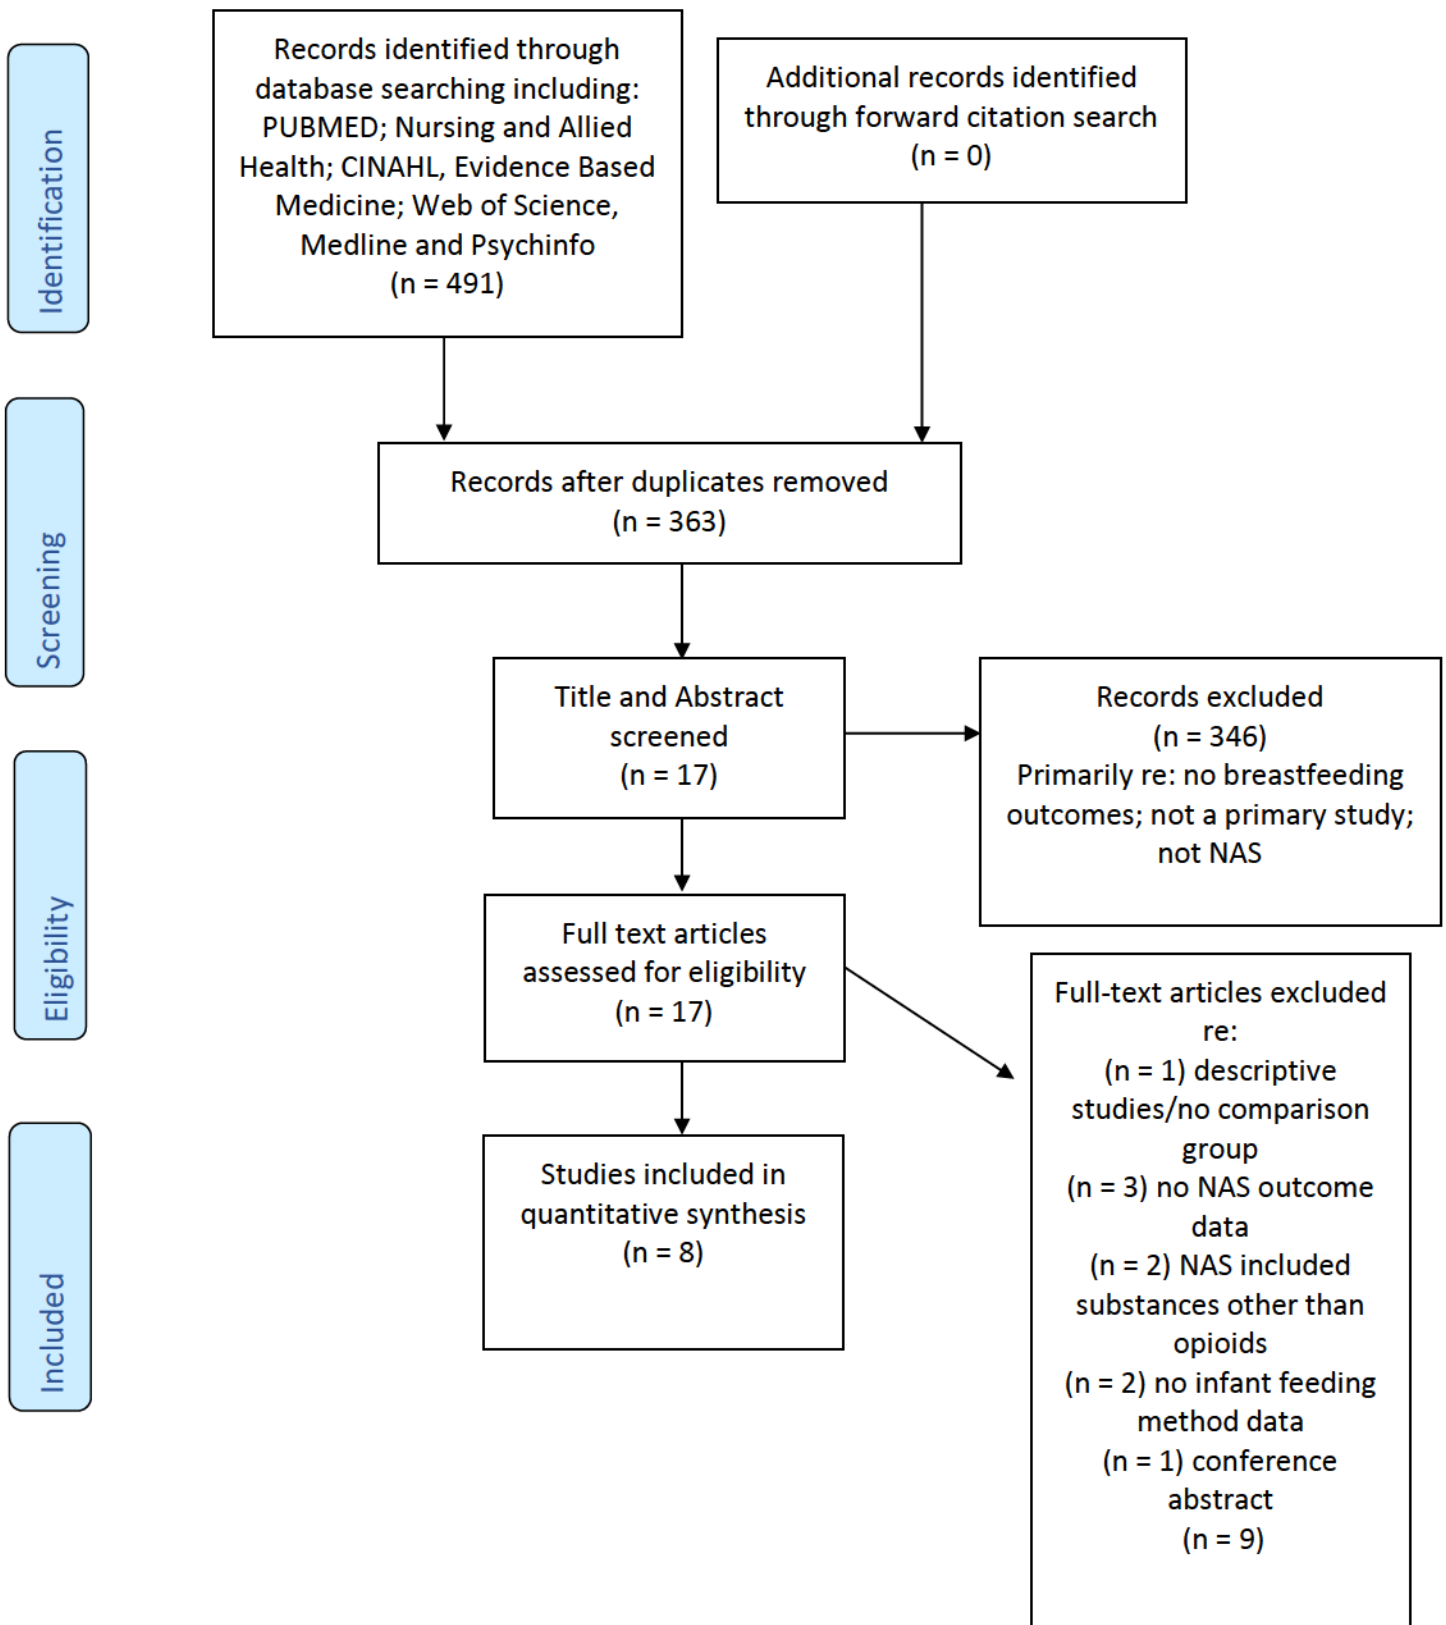 Identification
Records identified through
database searching including:
PUBMED; Nursing and Allied
Health; CINAHL, Evidence Based
Medicine; Web of Science,
Medline and Psychinfo
(n = 491)
Additional records identified
through forward citation search
(n = 0)
Screening
Records after duplicates removed
(n = 363)
Title and Abstract
screened
(n = 17)
Records excluded
(n = 346)
Primarily re: no breastfeeding
outcomes; not a primary study;
not NAS
Eligibility
Full text articles
assessed for eligibility
(n = 17)
Full-text articles excluded
re:
(n = 1) descriptive
studies/no comparison
group
(n = 3) no NAS outcome
data
(n = 2) NAS included
substances other than
opioids
(n = 2) no infant feeding
method data
(n = 1) conference
abstract
(n = 9)
Included
Studies included in
quantitative synthesis
(n = 8)